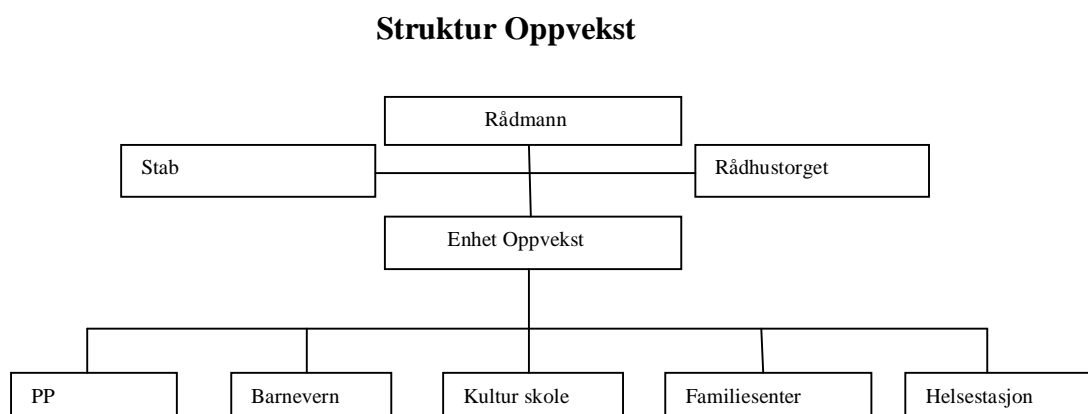 Struktur Oppvekst
Rådmann
Stab
Rådhustorget
Enhet Oppvekst
PP
Barnevern
Kultur skole
Familiesenter
Helsestasjon